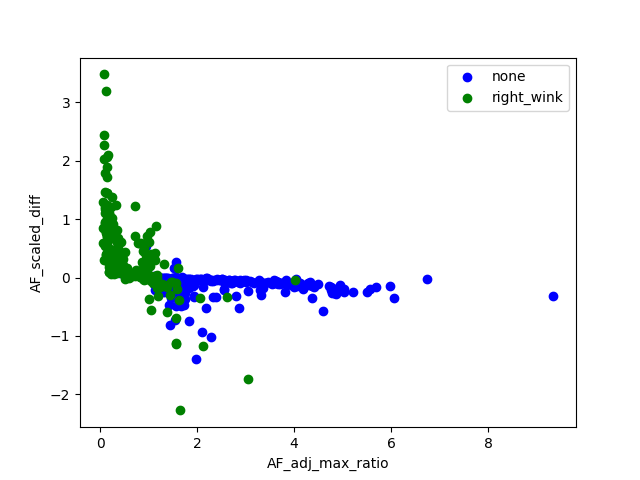 none
right_wink
3
2
1
0
−1
−2
AF_scaled_diff
0 2 4 6 8
AF_adj_max_ratio